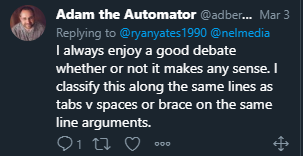 Adam the Automator @adber... Mar 3
Replying to @ryanyates1990 @nelmedia
I always enjoy a good debate
whether or not it makes any sense. I
classify this along the same lines as
tabs v spaces or brace on the same
line arguments.
1